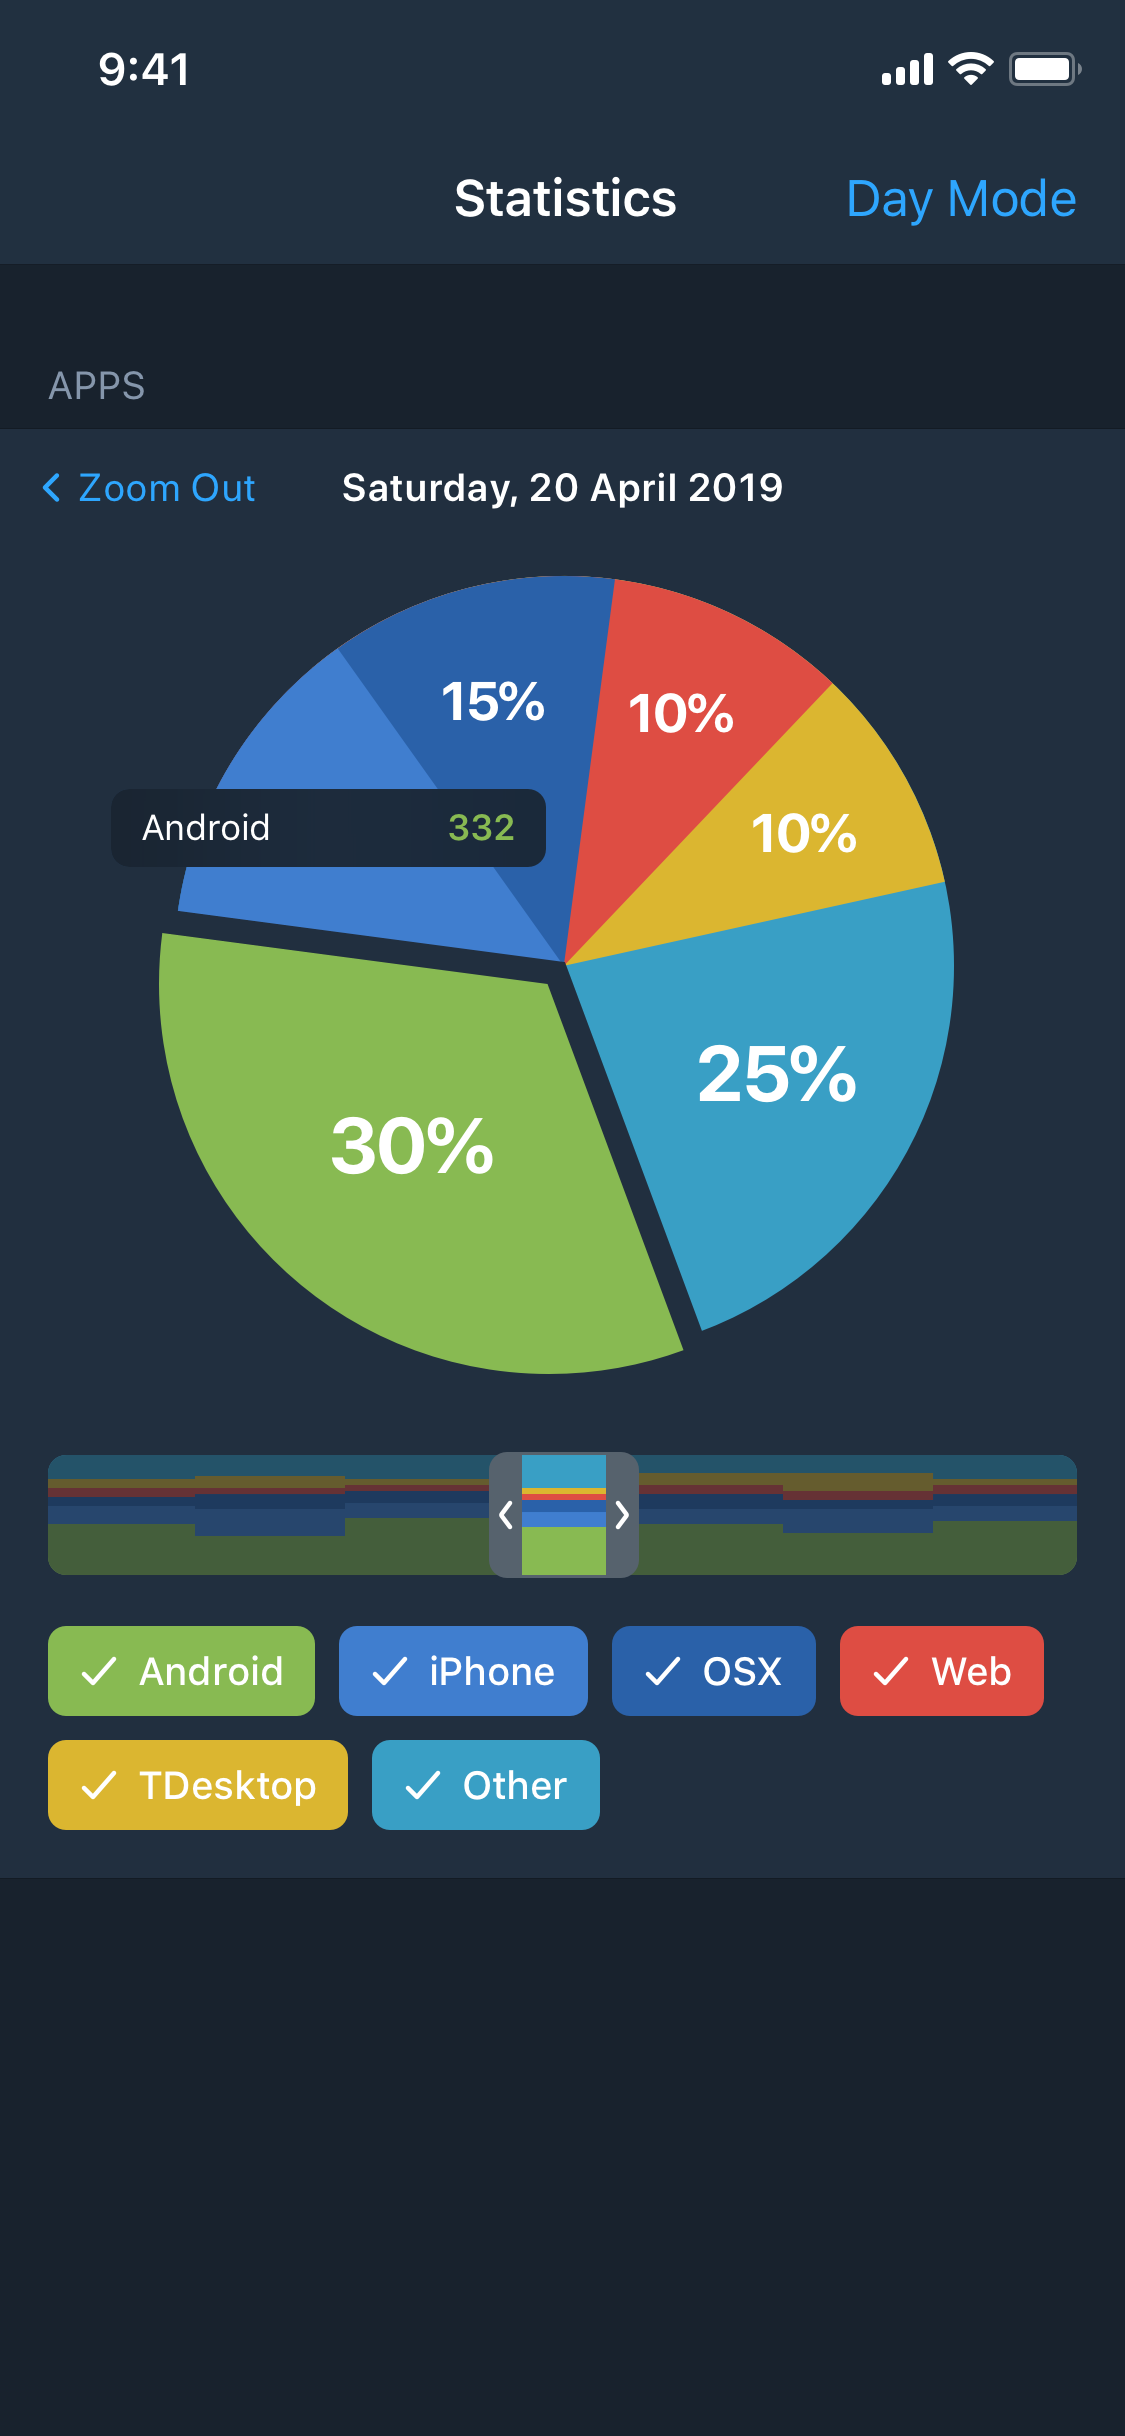 9:41
Statistics Day Mode
APPS
Zoom Out Saturday, 20 April 2019
15%
10%
Android 332
10%
25%
30%
Android iPhone OSX Web
TDesktop Other